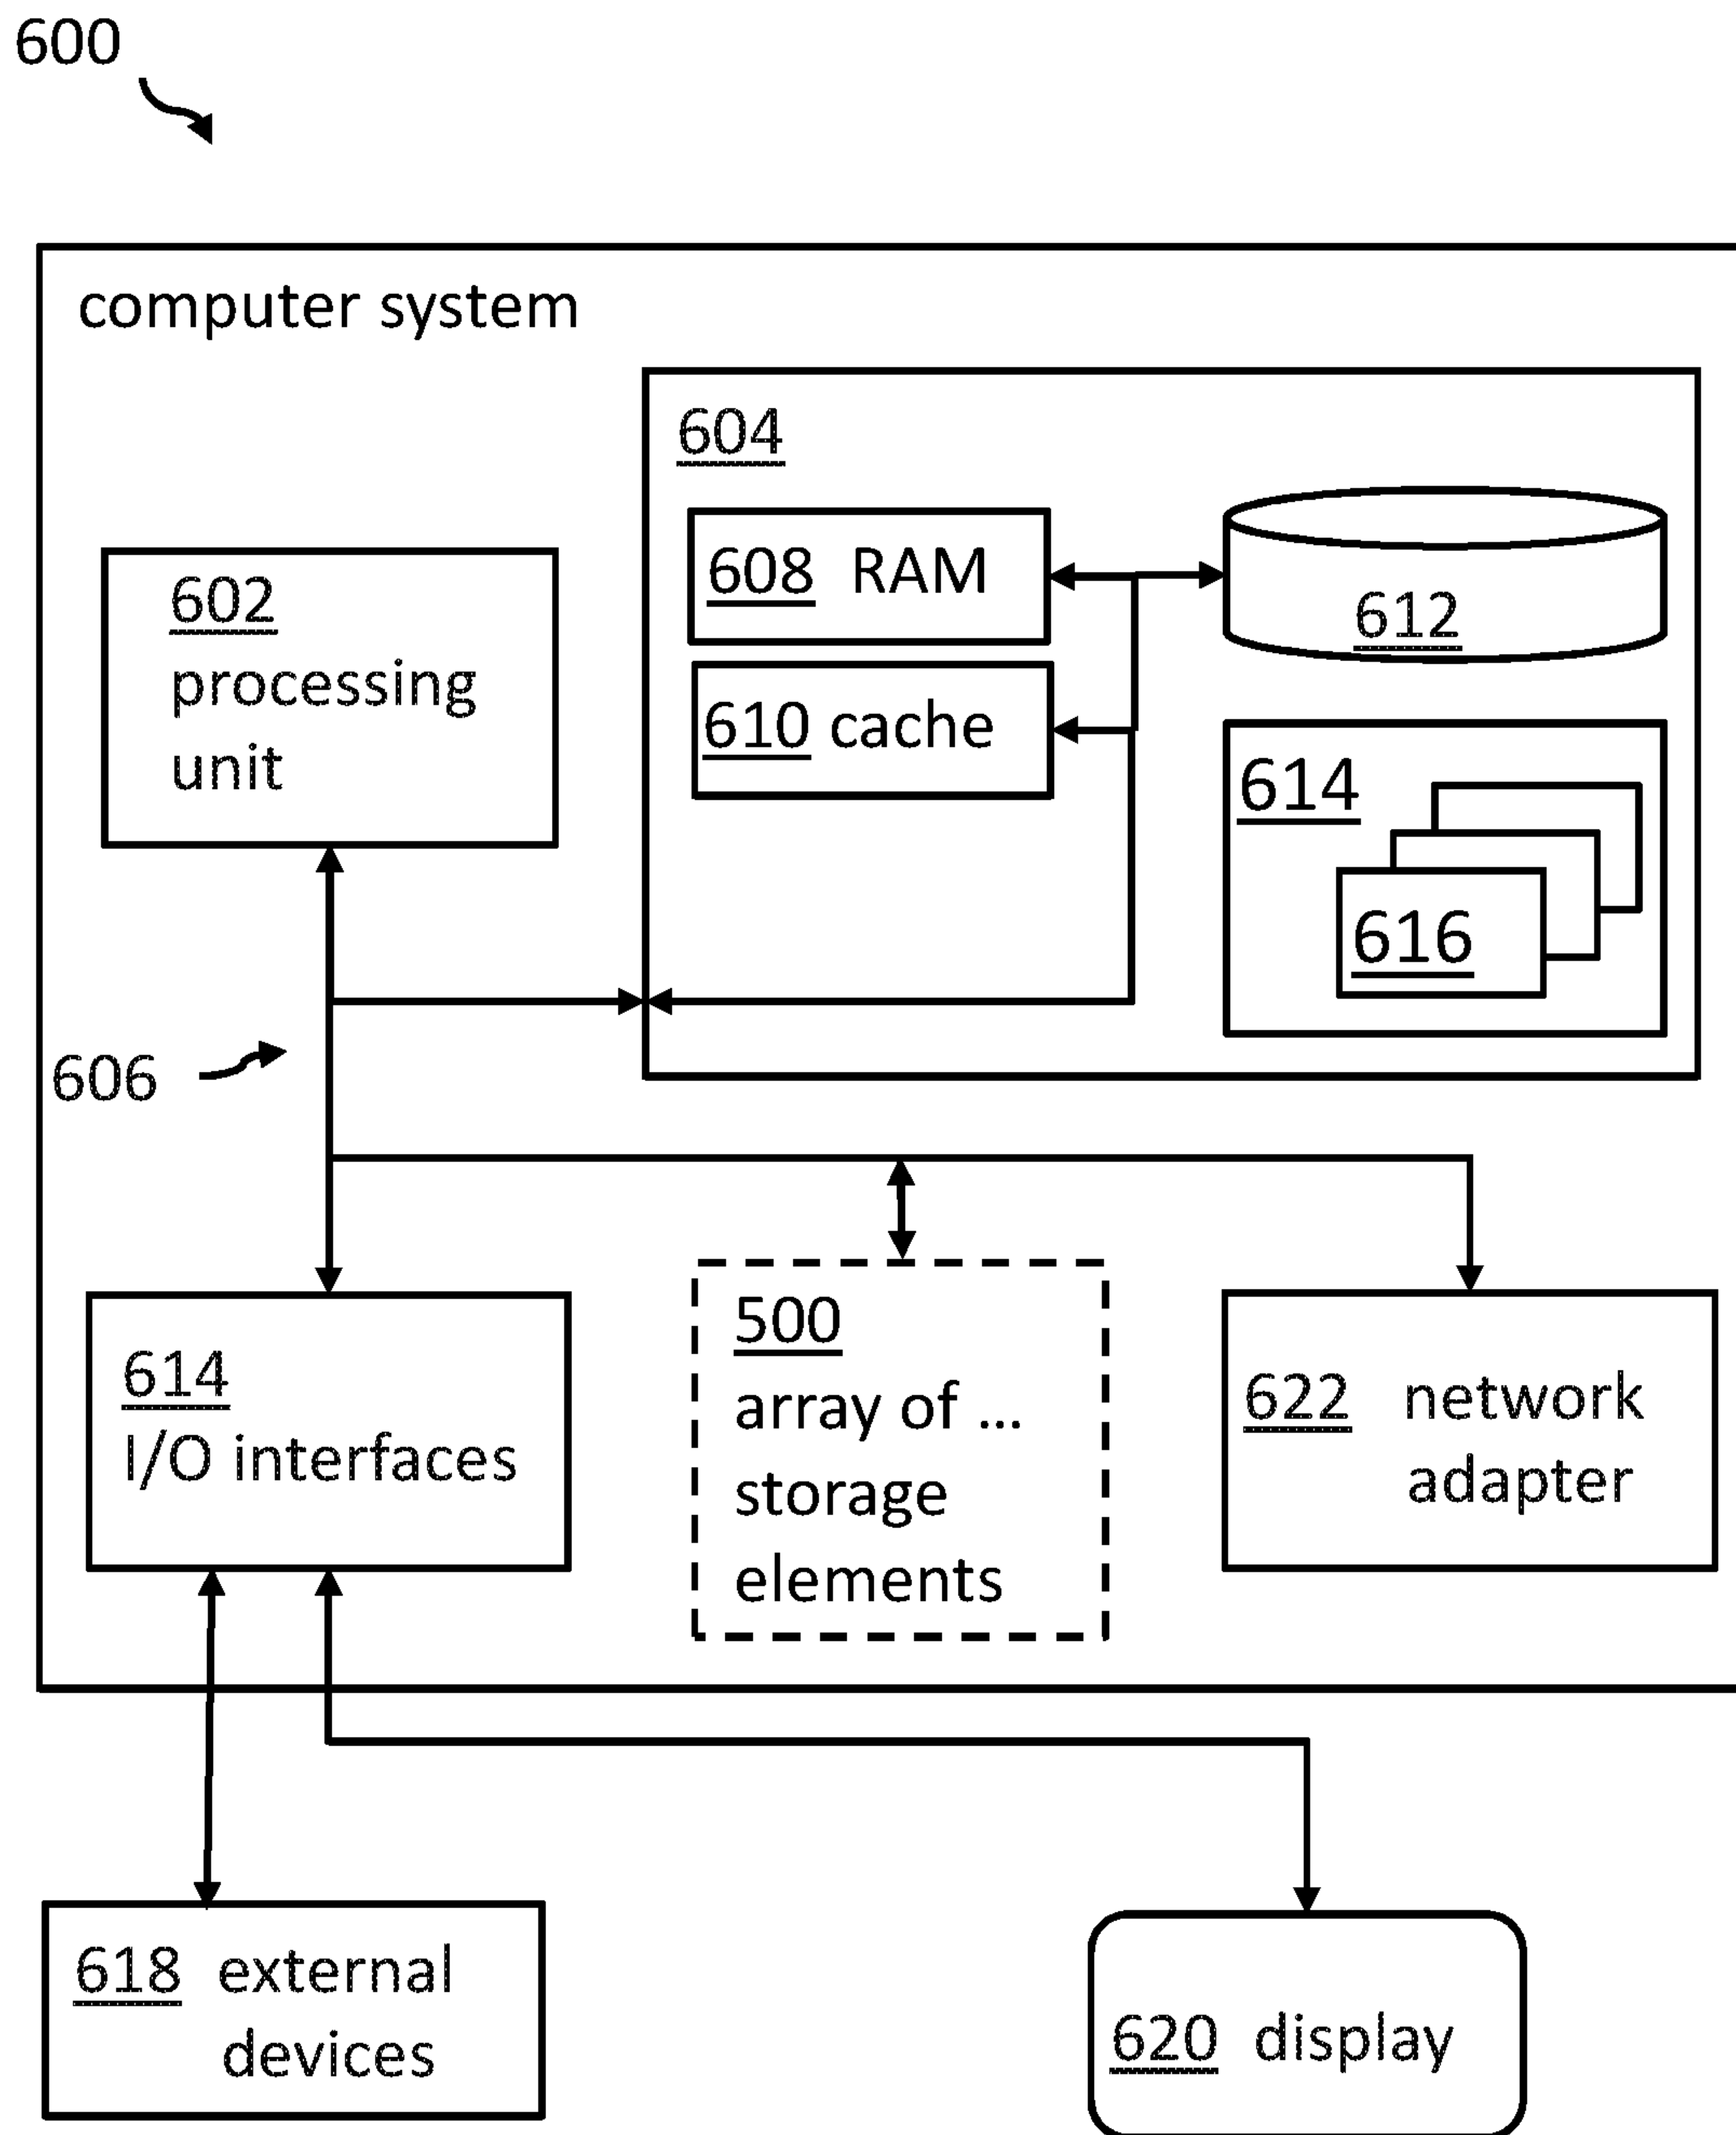 600
computer system
604
602
processing
unit
608 RAM
612
610 cache
614
616
606
614
I/O interfaces
500
array of ...
storage
elements
622 network
adapter
618 external
devices
620 display